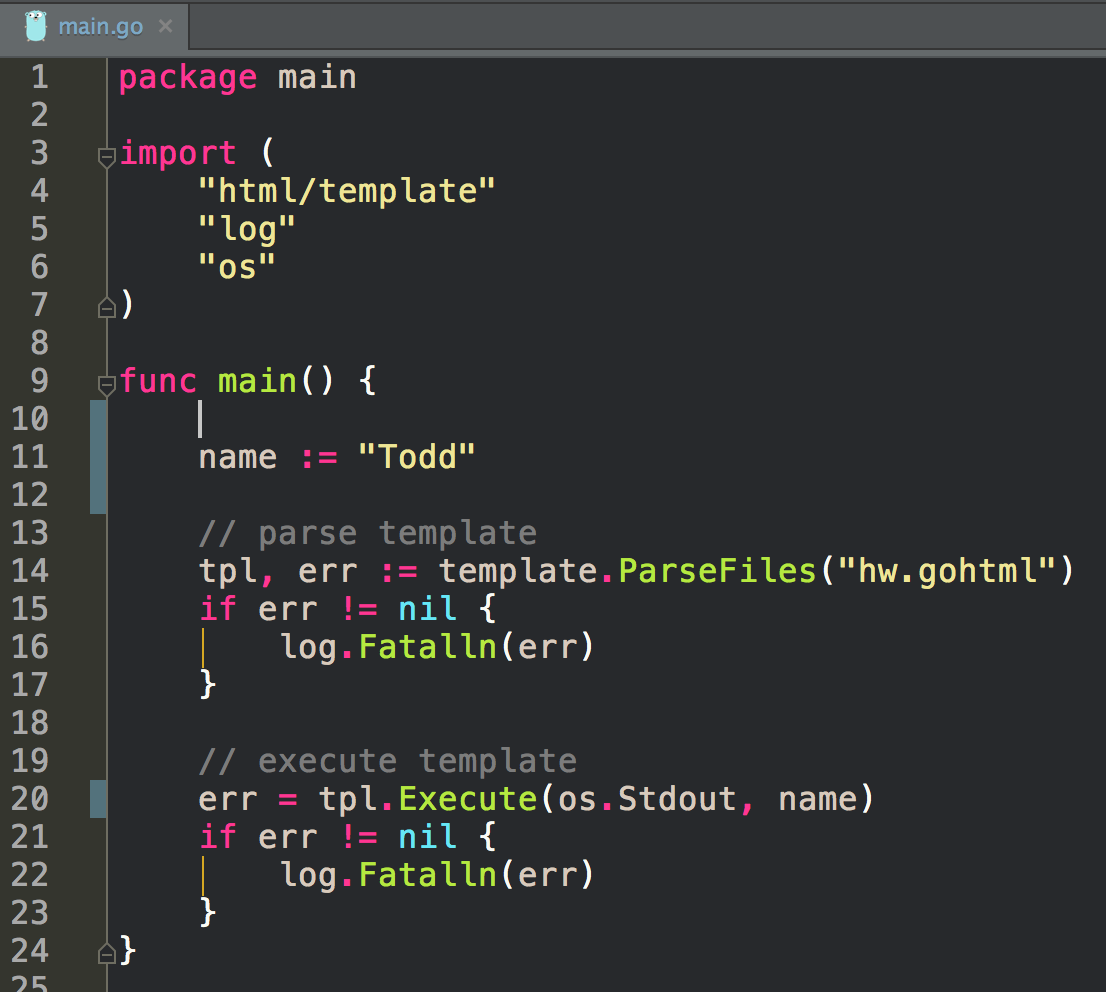 main.go
1 package main
2
3 import (
4     "html/template"
5     "log"
6     "os"
7 )
8
9 func main() {
10
11     name := "Todd"
12
13     // parse template
14     tpl, err := template.ParseFiles("hw.gohtml")
15     if err != nil {
16         log.Fatalln(err)
17     }
18
19     // execute template
20     err = tpl.Execute(os.Stdout, name)
21     if err != nil {
22         log.Fatalln(err)
23     }
24 }
25